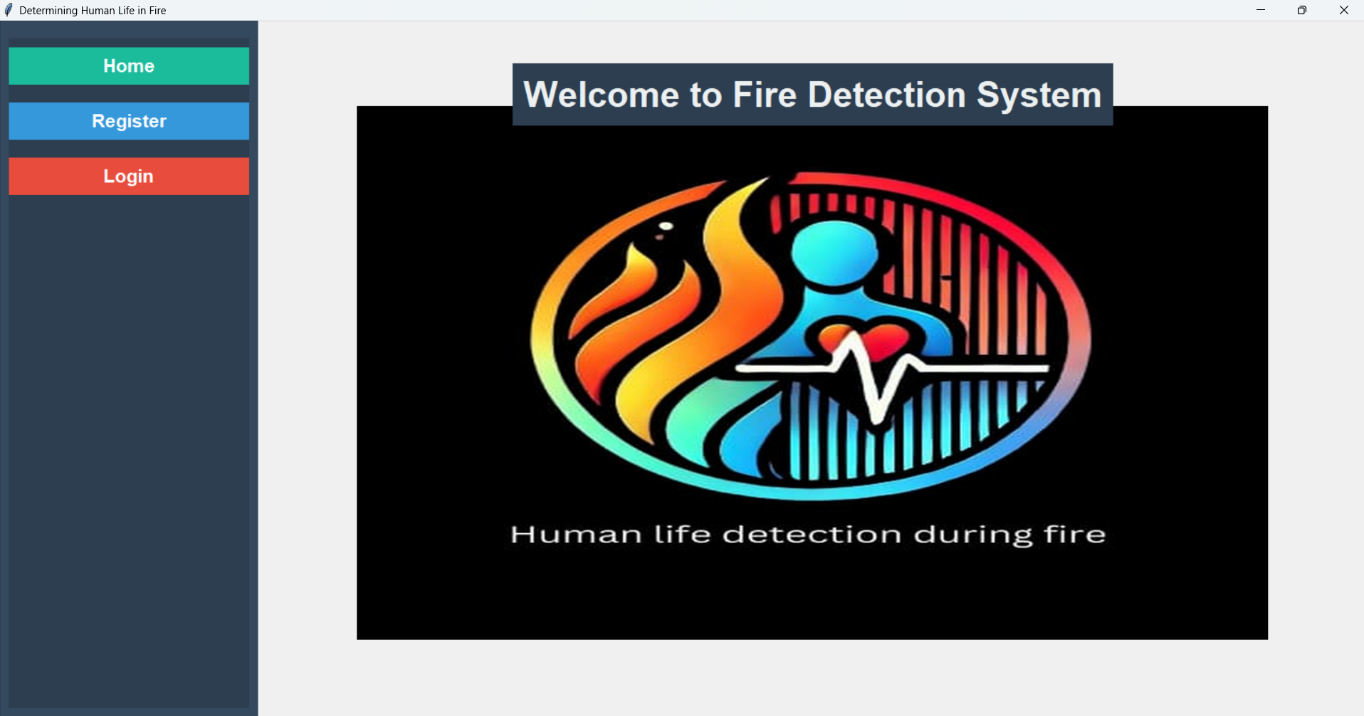 Determining Human Life in Fire
Home
Register
Login
Welcome to Fire Detection System
Human life detection during fire